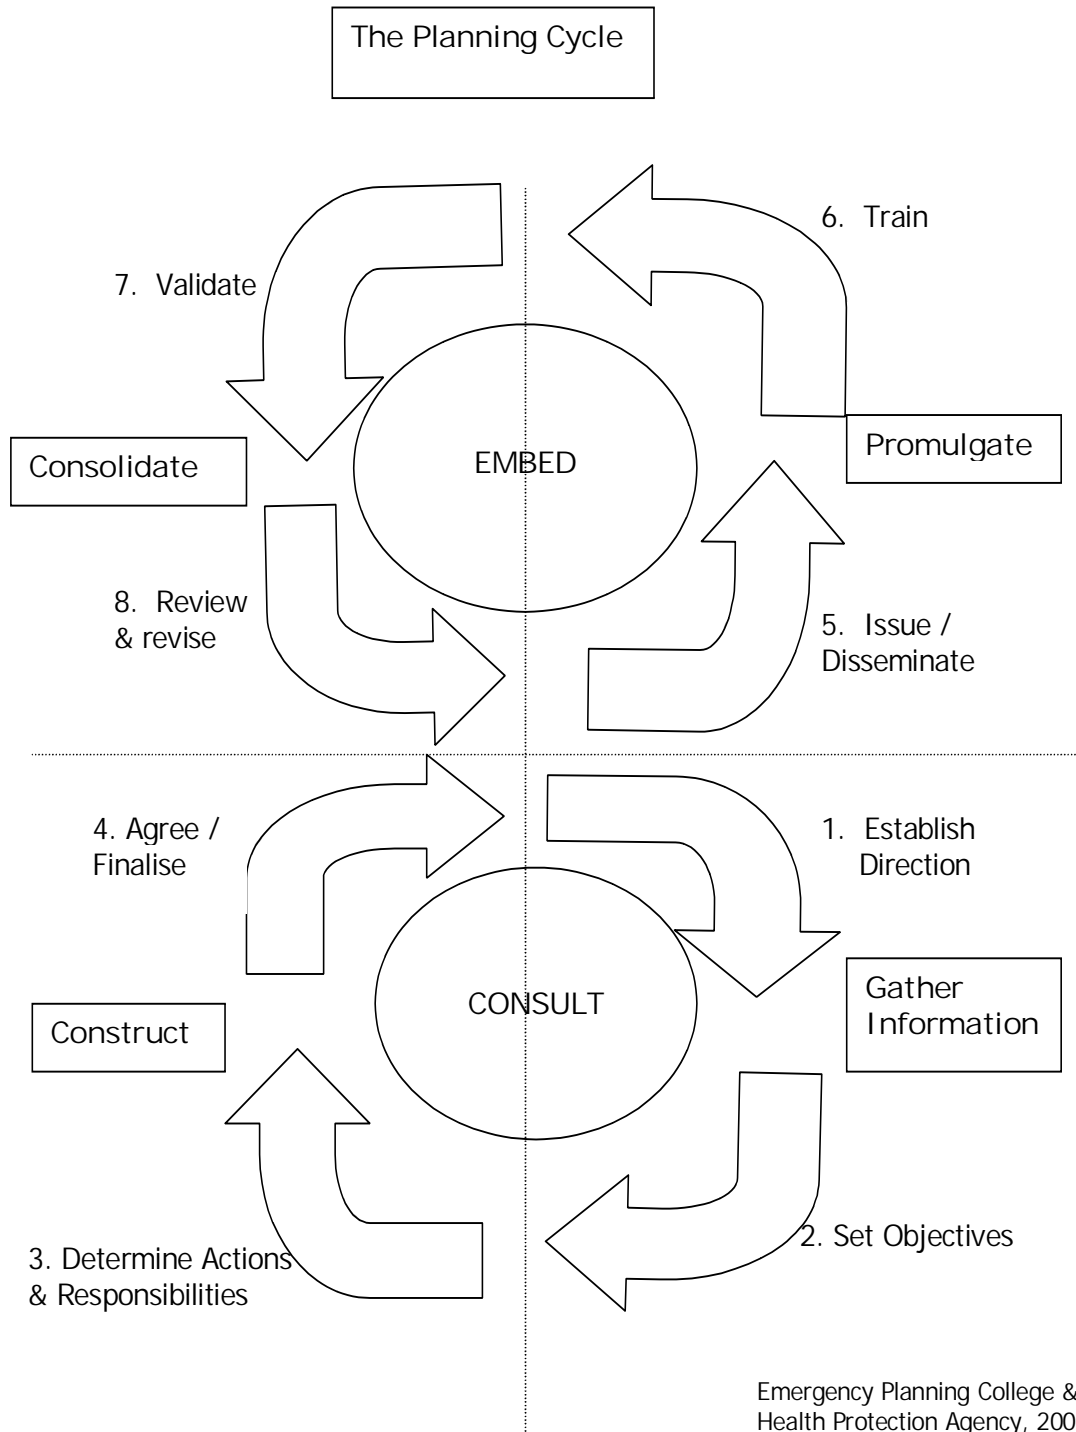 The Planning Cycle
6. Train
7. Validate
Promulgate
Consolidate
EMBED
8. Review
& revise
5. Issue /
Disseminate
4. Agree /
Finalise
1. Establish
Direction
Gather
Information
CONSULT
Construct
2. Set Objectives
3. Determine Actions
& Responsibilities
Emergency Planning College &
Health Protection Agency, 200